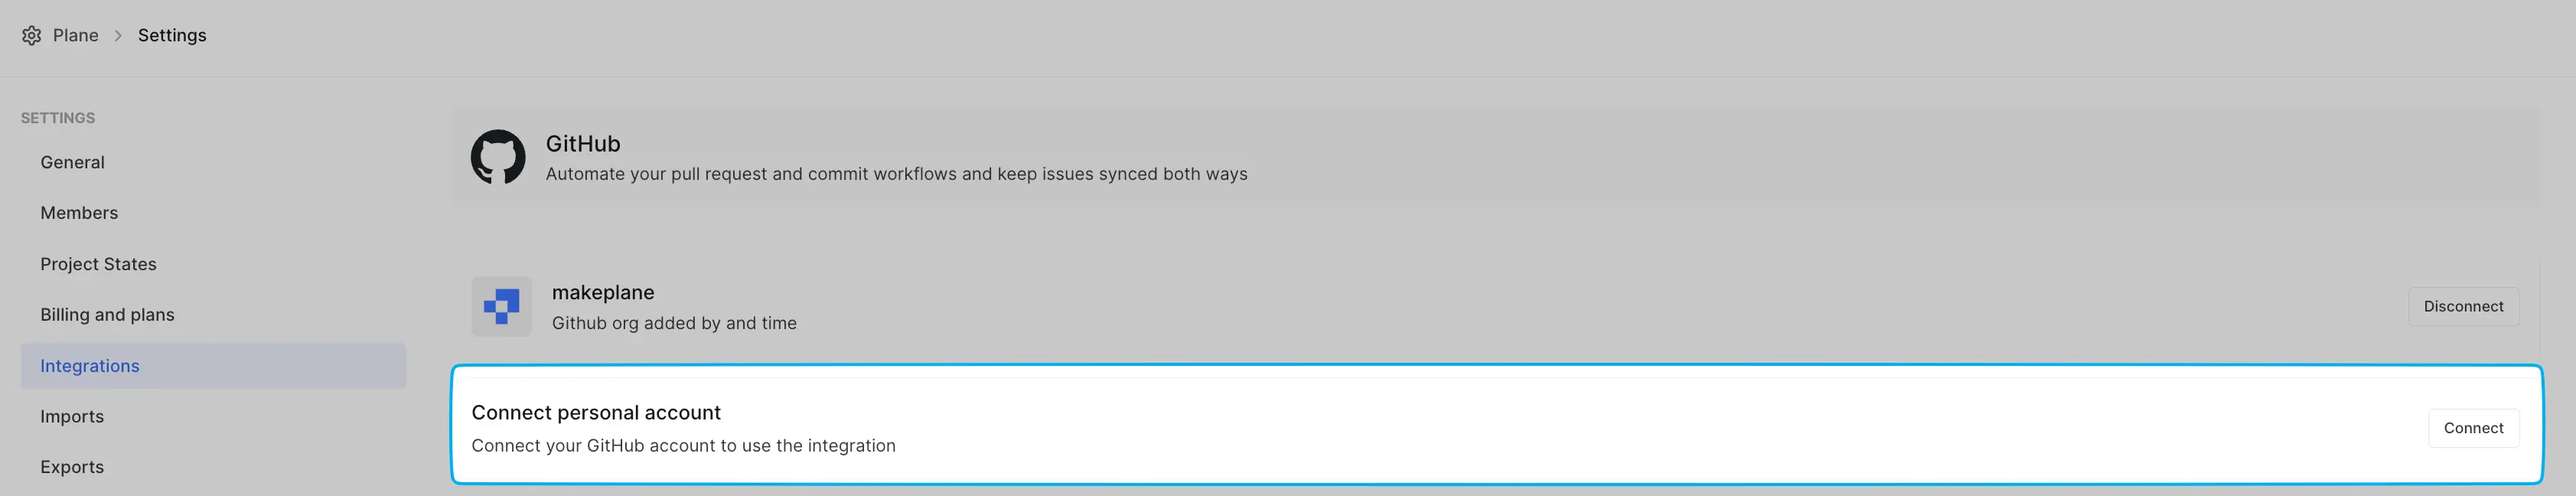 Plane > Settings
SETTINGS
General
Members
Project States
Billing and plans
Integrations
Imports
Exports
GitHub
Automate your pull request and commit workflows and keep issues synced both ways
makeplane
Github org added by and time
Disconnect
Connect personal account
Connect your GitHub account to use the integration
Connect